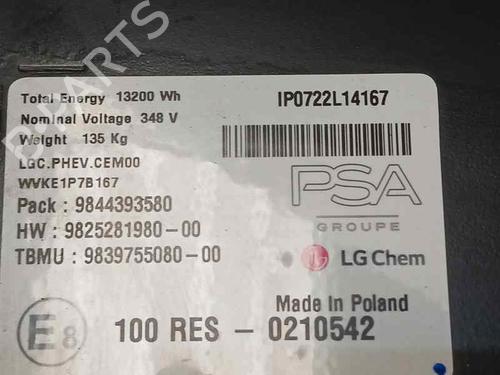 B-PARTS
Total Energy 13200 Wh
Nominal Voltage 348 V
Weight 135 Kg
LGC.PHEV.CEM00
WVKE1P7B167
Pack : 9844393580
HW : 9825281980-00
TBMU : 9839755080-00
IP0722L14167
PSA
GROUPE
LG Chem
Made In Poland
E8 100 RES - 0210542